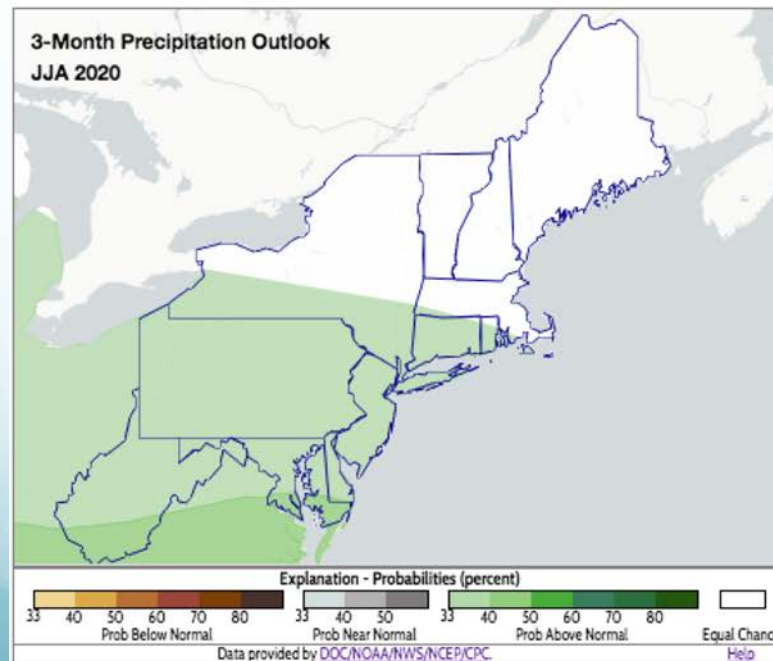 3-Month Precipitation Outlook
JJA 2020
Explanation - Probabilities (percent)
33 40 50 60 70 80 33 40 50 33 40 50 60 70 80
Prob Below Normal Prob Near Normal Prob Above Normal Equal Chanc
Data provided by DOC/NOAA/NWS/NCEP/CPC. Help